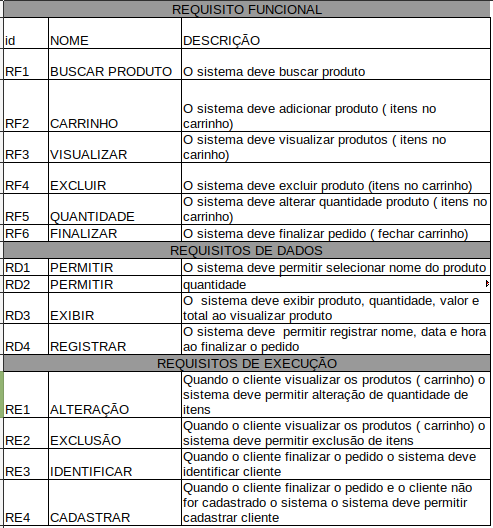 REQUISITO FUNCIONAL
id NOME DESCRIÇÃO
RF1 BUSCAR PRODUTO O sistema deve buscar produto
RF2 CARRINHO O sistema deve adicionar produto ( itens no
carrinho)
RF3 VISUALIZAR O sistema deve visualizar produtos ( itens no
carinho)
RF4 EXCLUIR O sistema deve excluir produto (itens no carrinho)
RF5 QUANTIDADE O sistema deve alterar quantidade produto ( itens no
carrinho)
RF6 FINALIZAR O sistema deve finalizar pedido ( fechar carrinho)
REQUISITOS DE DADOS
RD1 PERMITIR O sistema deve permitir selecionar nome do produto
RD2 PERMITIR quantidade
RD3 EXIBIR O sistema deve exibir produto, quantidade, valor e
total ao visualizar produto
RD4 REGISTRAR O sistema deve permitir registrar nome, data e hora
ao finalizar o pedido
REQUISITOS DE EXECUÇÃO
RE1 ALTERAÇÃO Quando o cliente visualizar os produtos ( carrinho) o
sistema deve permitir alteração de quantidade de
itens
RE2 EXCLUSÃO Quando o cliente visualizar os produtos ( carrinho) o
sistema deve permitir exclusão de itens
RE3 IDENTIFICAR Quando o cliente finalizar o pedido o sistema deve
identificar cliente
RE4 CADASTRAR Quando o cliente finalizar o pedido e o cliente não
for cadastrado o sistema o sistema deve permitir
cadastrar cliente